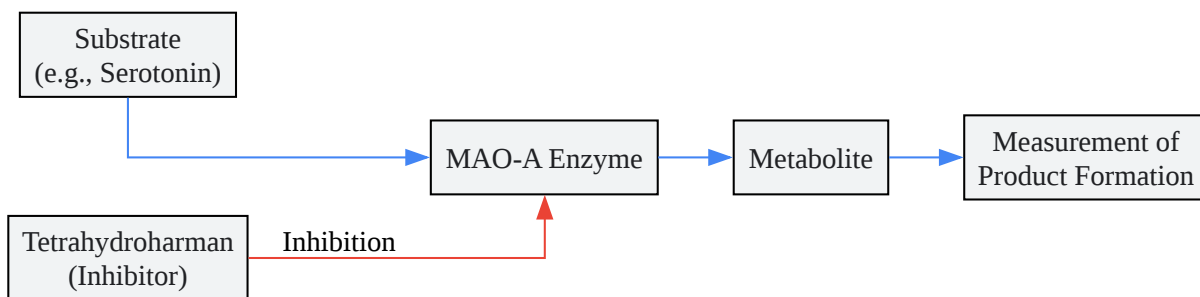 Substrate
(e.g., Serotonin)
MAO-A Enzyme
Metabolite
Measurement of
Product Formation
Tetrahydroharman
(Inhibitor)
Inhibition